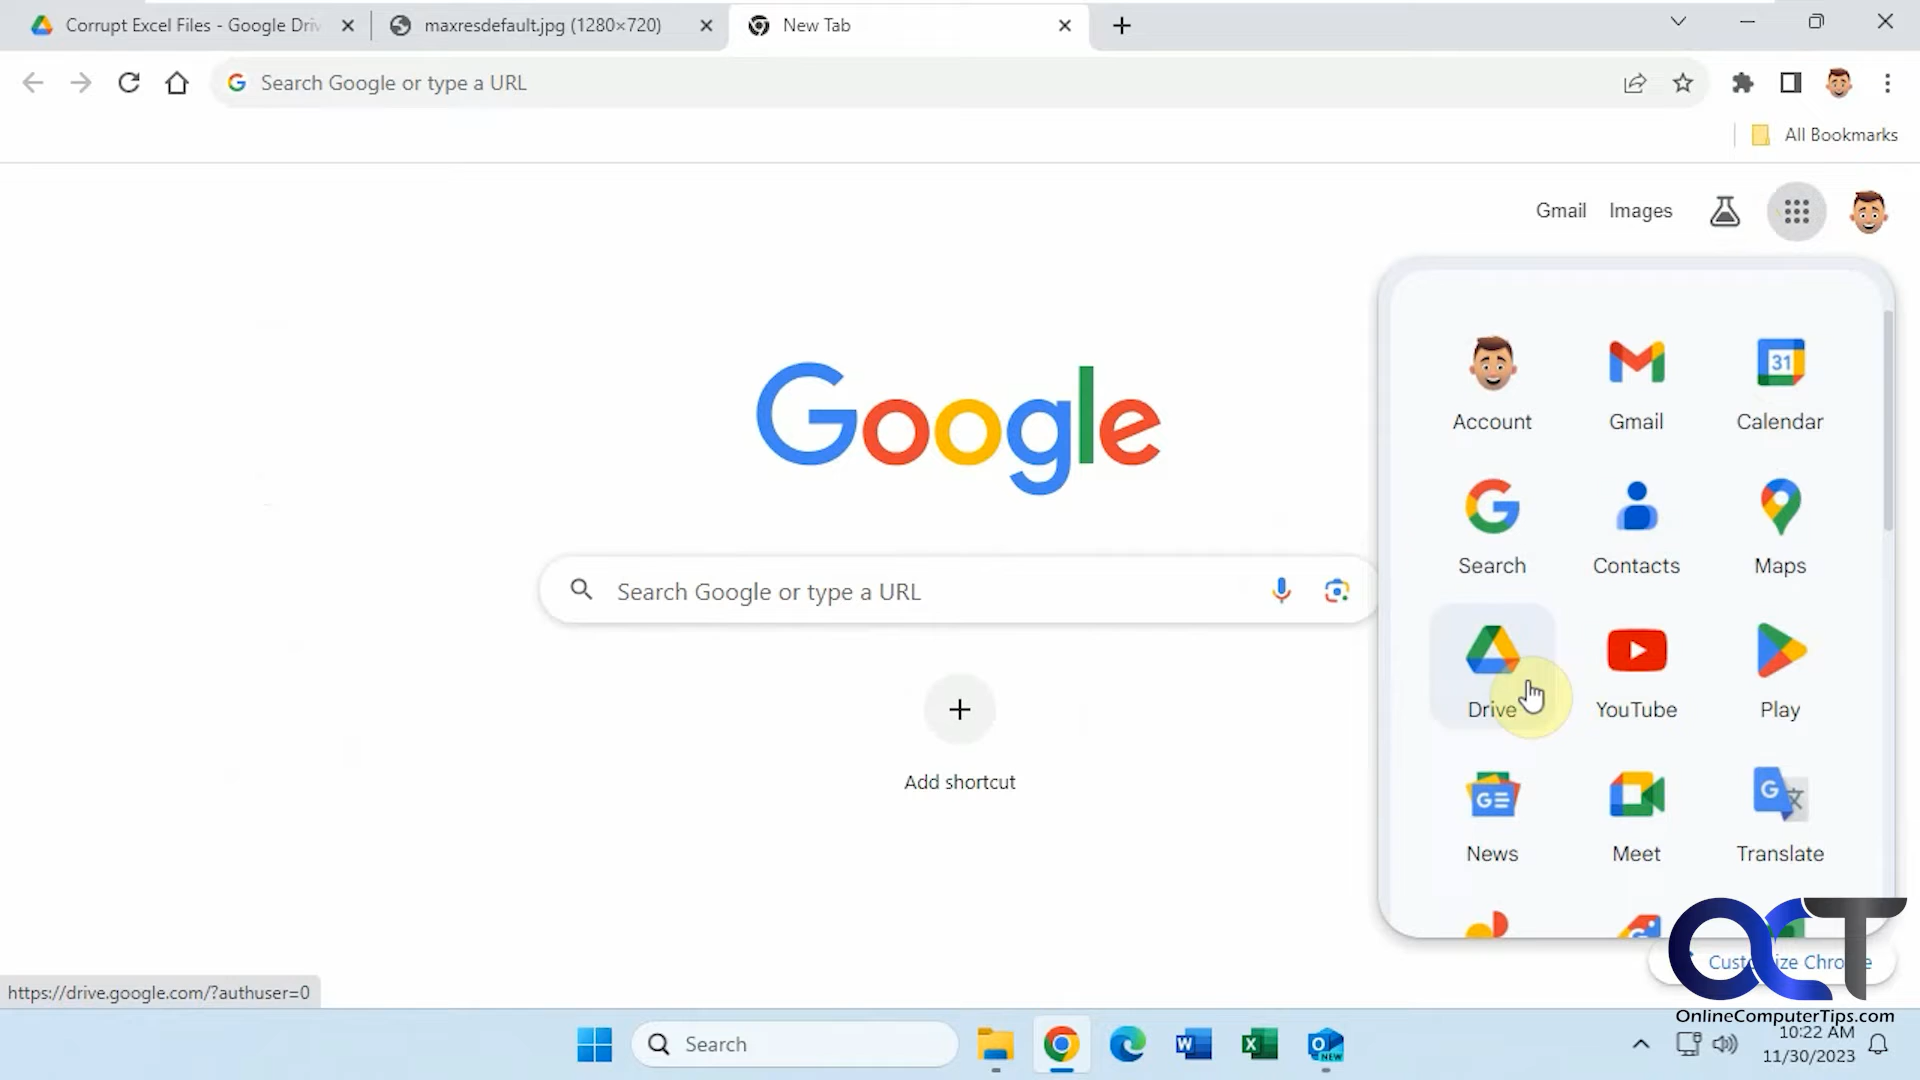 Corrupt Excel Files - Google Driv
maxresdefault.jpg (1280×720)
New Tab
Search Google or type a URL
All Bookmarks
Gmail
Images
Google
Account
Gmail
31
Calendar
Search
Contacts
Maps
Search Google or type a URL
Drive
YouTube
Play
Add shortcut
News
Meet
Translate
OCT
OnlineComputerTips.com
https://drive.google.com/?authuser=0
Search
NEW
10:22 AM
11/30/2023